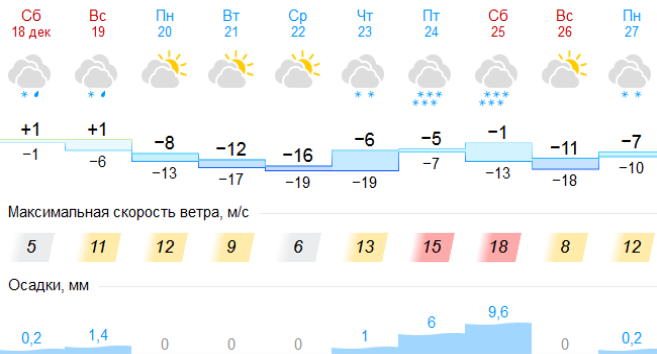 Сб Вс Пн Вт Ср Чт Пт Сб Вс Пн
18 дек 19 20 21 22 23 24 25 26 27
+1 +1 −8 −12 −16 −6 −5 −1 −11 −7
−1 −6 −13 −17 −19 −19 −7 −13 −18 −10
Максимальная скорость ветра, м/с
5 11 12 9 6 13 15 18 8 12
Осадки, мм
0,2 1,4 0 0 0 1 6 9,6 0 0,2